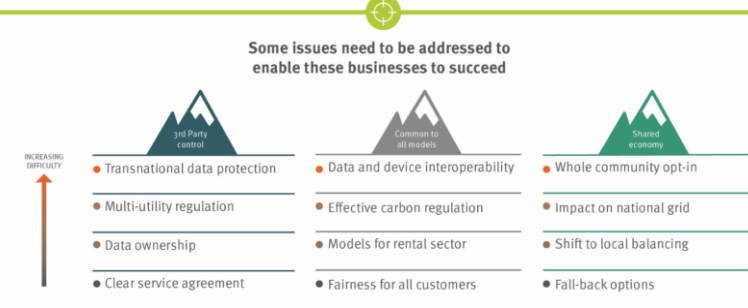 Some issues need to be addressed to
enable these businesses to succeed
3rd Party
control
Common to
all models
Shared
economy
INCREASING
DIFFICULTY
Transnational data protection
Data and device interoperability
Whole community opt-in
Multi-utility regulation
Effective carbon regulation
Impact on national grid
Data ownership
Models for rental sector
Shift to local balancing
Clear service agreement
Fairness for all customers
Fall-back options